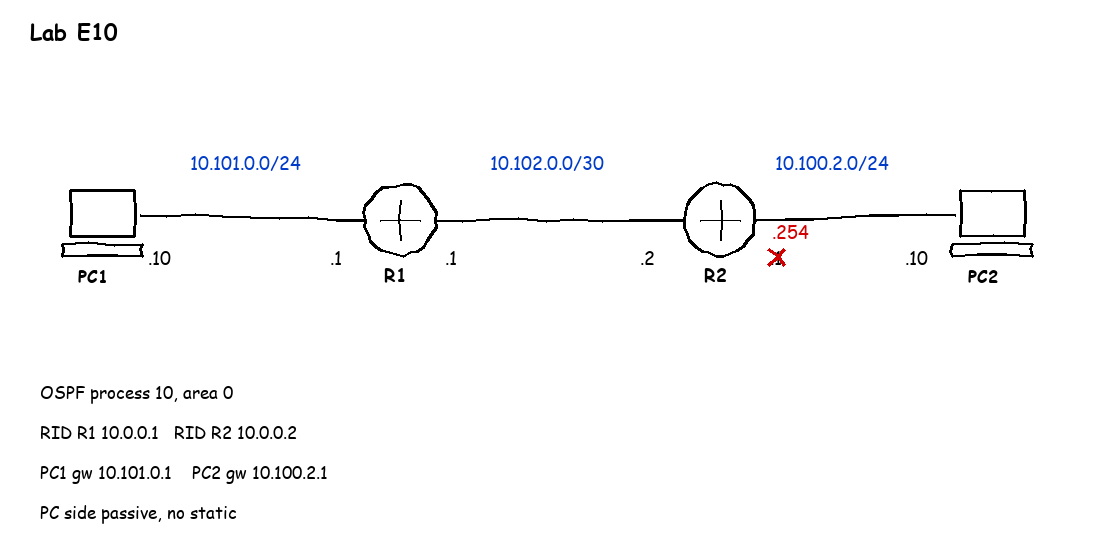 Lab E10
10.101.0.0/24 10.102.0.0/30 10.100.2.0/24
.254
.10 .1 .1 .2 .10
PC1 R1 R2 PC2
OSPF process 10, area 0
RID R1 10.0.0.1 RID R2 10.0.0.2
PC1 gw 10.101.0.1 PC2 gw 10.100.2.1
PC side passive, no static